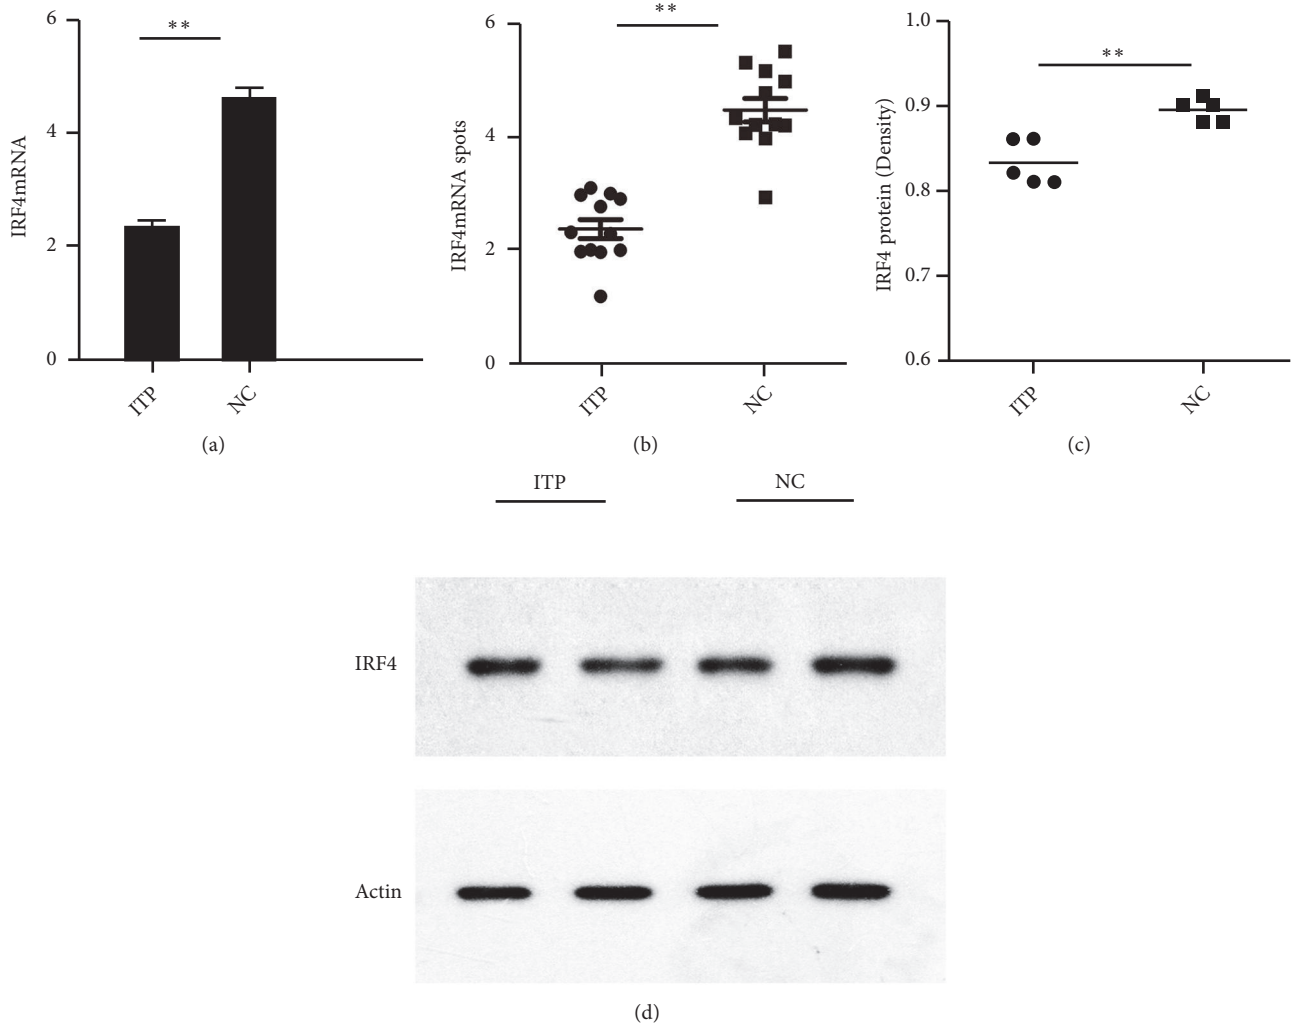 IRF4mRNA
6
4
2
0
**
ITP
NC
(a)
IRF4mRNA spots
6
4
2
0
**
ITP
NC
(b)
IRF4 protein (Density)
1.0
0.9
0.8
0.7
0.6
**
ITP
NC
(c)
ITP NC
IRF4
Actin
(d)